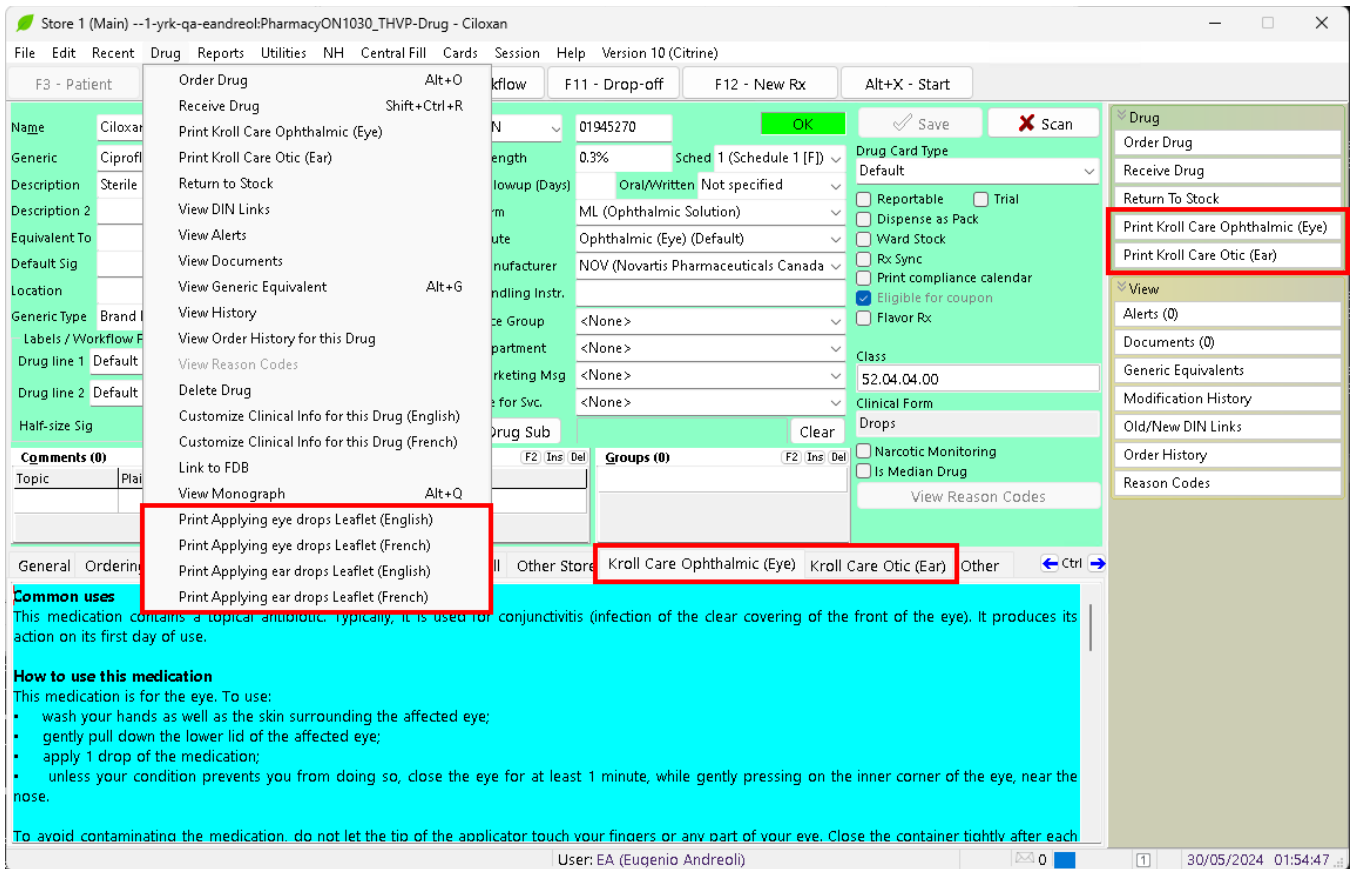 Store 1 (Main) --1-yrk-qa-eandreol:PharmacyON1030_THVP-Drug - Ciloxan
File Edit Recent Drug Reports Utilities NH Central Fill Cards Session Help Version 10 (Citrine)
F3 - Patient kflow F11 - Drop-off F12 - New Rx Alt+X - Start
Order Drug Alt+O
Receive Drug Shift+Ctrl+R
Print Kroll Care Ophthalmic (Eye)
Print Kroll Care Otic (Ear)
Return to Stock
View DIN Links
View Alerts
View Documents
View Generic Equivalent Alt+G
View History
View Order History for this Drug
View Reason Codes
Delete Drug
Customize Clinical Info for this Drug (English)
Customize Clinical Info for this Drug (French)
Link to FDB
View Monograph Alt+Q
Print Applying eye drops Leaflet (English)
Print Applying eye drops Leaflet (French)
Print Applying ear drops Leaflet (English)
Print Applying ear drops Leaflet (French)
Name Ciloxan
Generic Ciprofl
Description Sterile
Description 2
Equivalent To
Default Sig
Location
Generic Type Brand
Labels / Workflow F
Drug line 1 Default
Drug line 2 Default
Half-size Sig
N 01945270 OK
ength 0.3% Sched 1 (Schedule 1 [F])
lowup (Days) Oral/Written Not specified
rm ML (Ophthalmic Solution)
ute Ophthalmic (Eye) (Default)
nufacturer NOV (Novartis Pharmaceuticals Canada
ndling Instr.
ce Group <None>
partment <None>
rketing Msg <None>
e for Svc. <None>
Drug Sub Clear
Save Scan
Drug Card Type
Default
Reportable Trial
Dispense as Pack
Ward Stock
Rx Sync
Print compliance calendar
Eligible for coupon
Flavor Rx
Class
52.04.04.00
Clinical Form
Drops
Narcotic Monitoring
Is Median Drug
View Reason Codes
Comments (0) F2 Ins Del Groups (0) F2 Ins Del
Topic Plai
Drug
Order Drug
Receive Drug
Return To Stock
Print Kroll Care Ophthalmic (Eye)
Print Kroll Care Otic (Ear)
View
Alerts (0)
Documents (0)
Generic Equivalents
Modification History
Old/New DIN Links
Order History
Reason Codes
General Ordering ll Other Store Kroll Care Ophthalmic (Eye) Kroll Care Otic (Ear) Other Ctrl
Common uses
This medication contains a topical antibiotic. Typically, it is used for conjunctivitis (infection of the clear covering of the front of the eye). It produces its
action on its first day of use.
How to use this medication
This medication is for the eye. To use:
▪ wash your hands as well as the skin surrounding the affected eye;
▪ gently pull down the lower lid of the affected eye;
▪ apply 1 drop of the medication;
▪ unless your condition prevents you from doing so, close the eye for at least 1 minute, while gently pressing on the inner corner of the eye, near the
nose.
To avoid contaminating the medication, do not let the tip of the applicator touch your fingers or any part of your eye. Close the container tightly after each
User: EA (Eugenio Andreoli) 0 1 30/05/2024 01:54:47